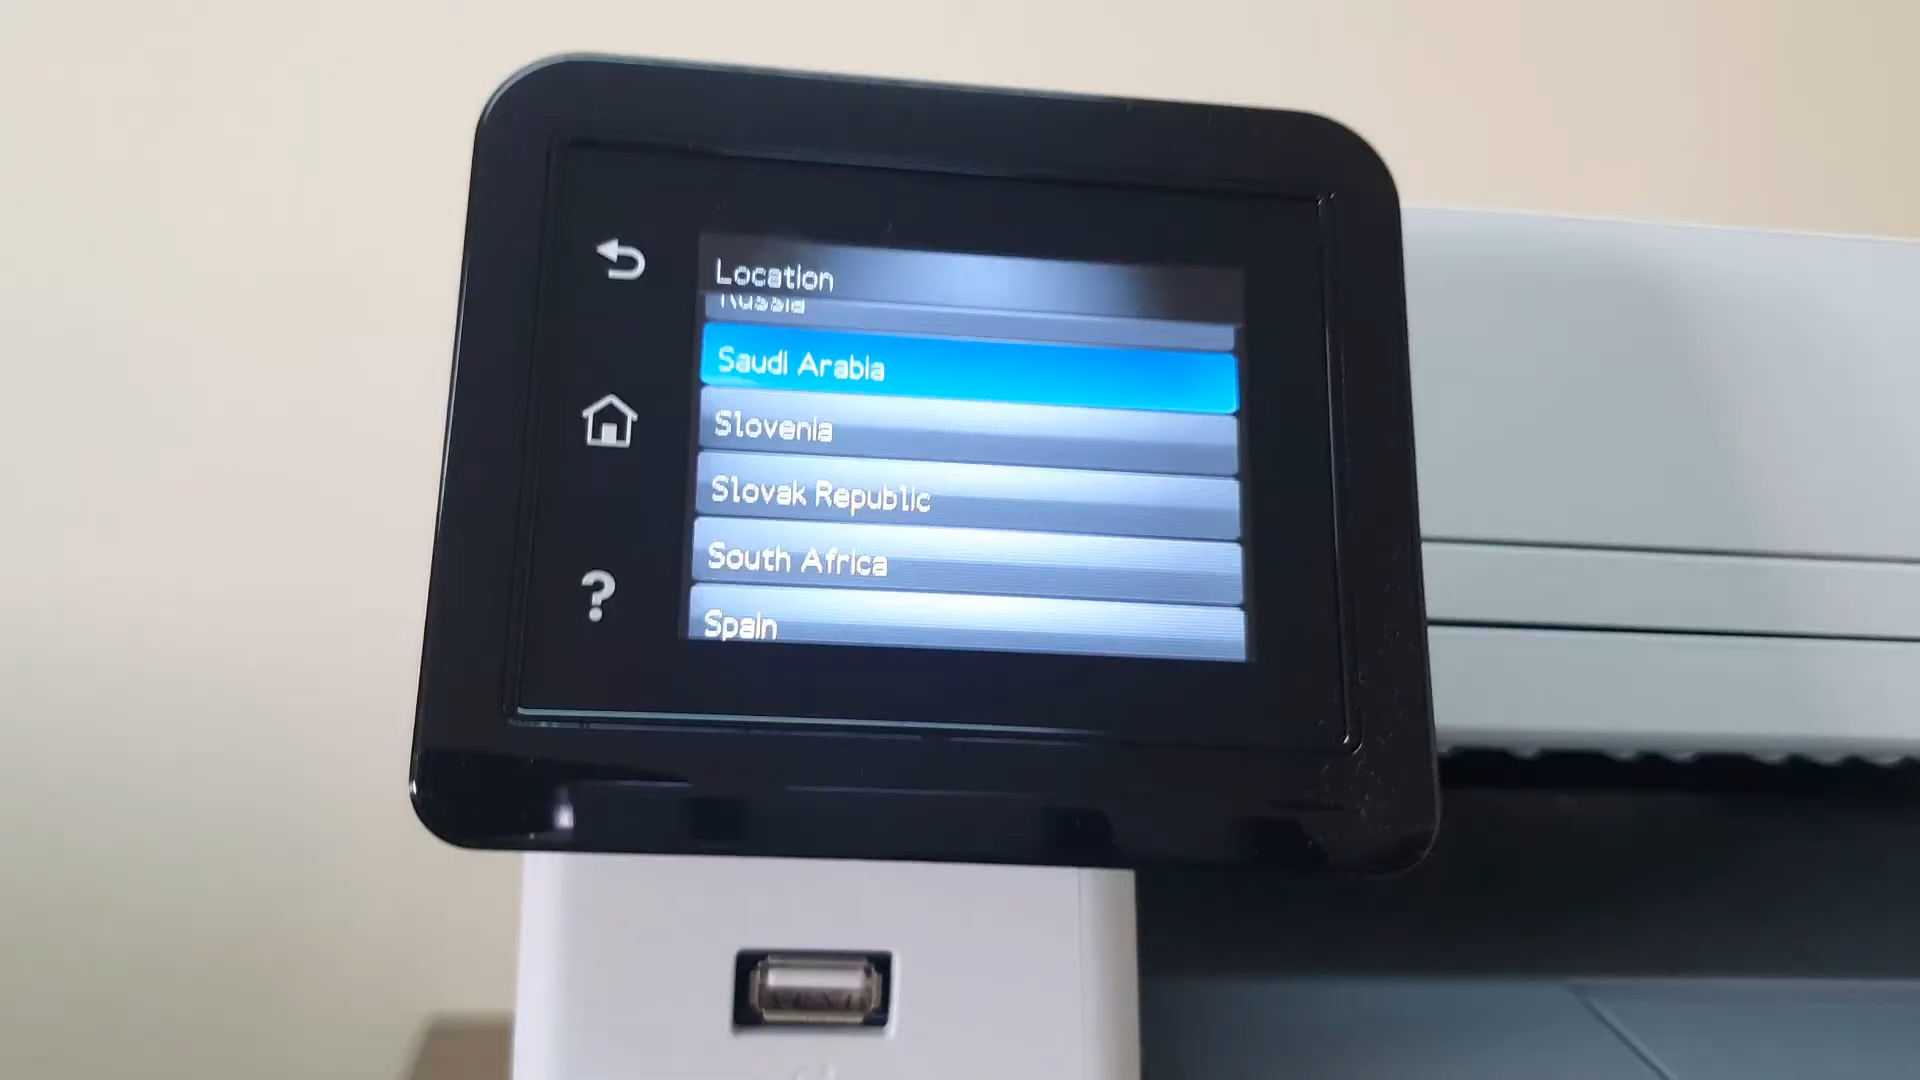 Location
Russia
Saudi Arabia
Slovenia
Slovak Republic
South Africa
Spain
?